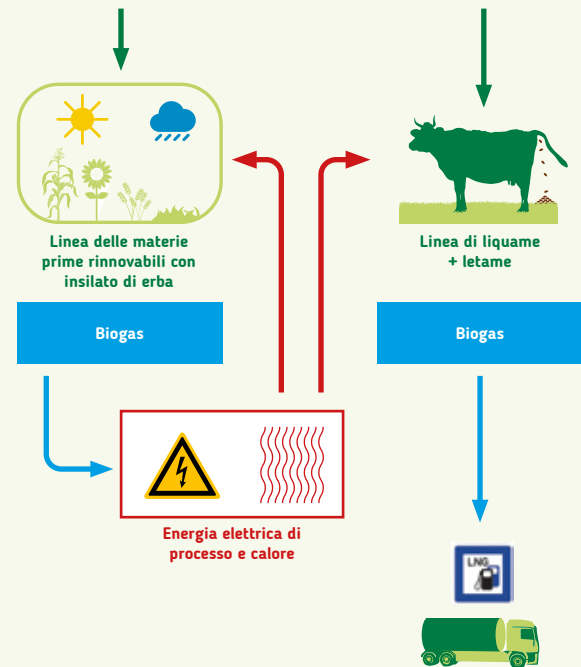 Linea delle materie
prime rinnovabili con
insilato di erba
Linea di liquame
+ letame
Biogas
Biogas
Energia elettrica di
processo e calore
LNG